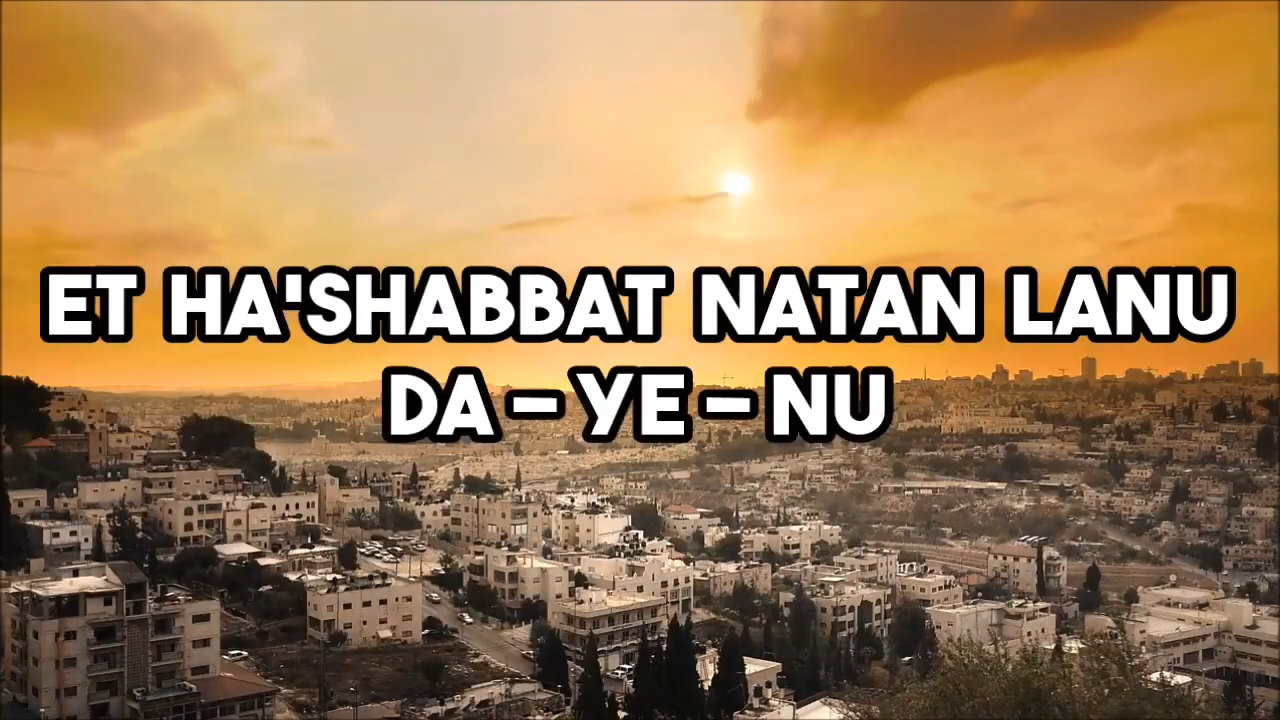 ET HA'SHABBAT NATAN LANU
DA – YE – NU